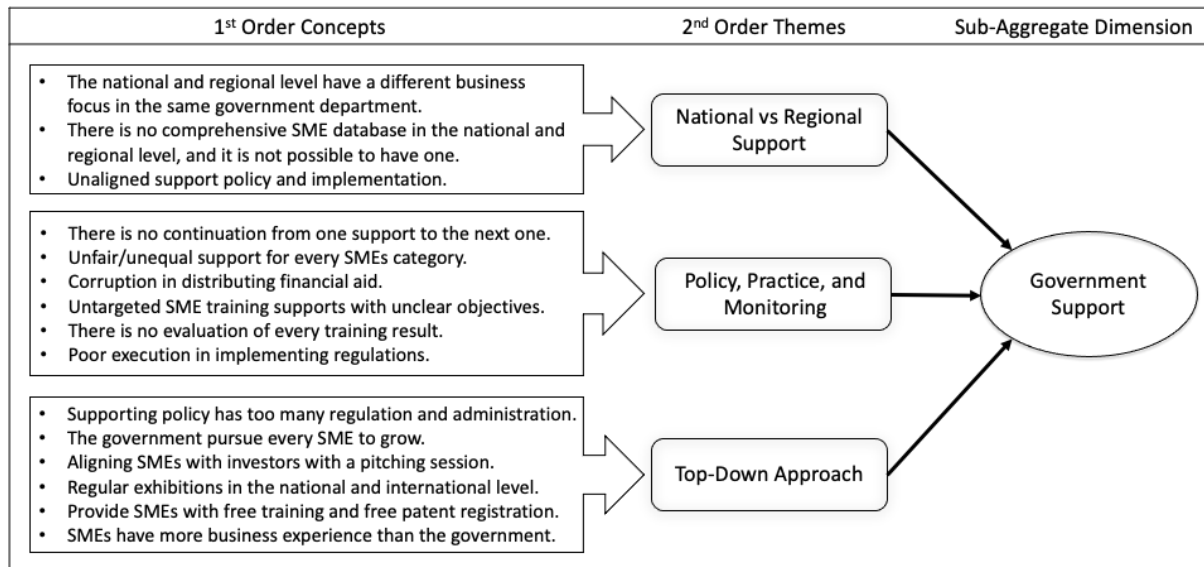 1st Order Concepts
2nd Order Themes
Sub-Aggregate Dimension
• The national and regional level have a different business
focus in the same government department.
• There is no comprehensive SME database in the national and
regional level, and it is not possible to have one.
• Unaligned support policy and implementation.
National vs Regional
Support
• There is no continuation from one support to the next one.
• Unfair/unequal support for every SMEs category.
• Corruption in distributing financial aid.
• Untargeted SME training supports with unclear objectives.
• There is no evaluation of every training result.
• Poor execution in implementing regulations.
Policy, Practice, and
Monitoring
Government
Support
• Supporting policy has too many regulation and administration.
• The government pursue every SME to grow.
• Aligning SMEs with investors with a pitching session.
• Regular exhibitions in the national and international level.
• Provide SMEs with free training and free patent registration.
• SMEs have more business experience than the government.
Top-Down Approach